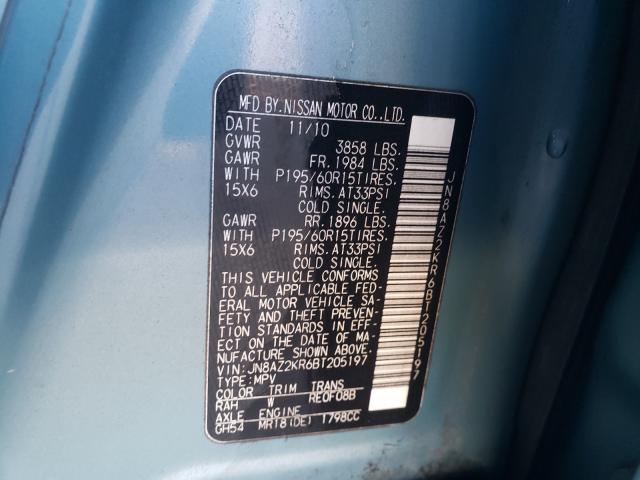 MFD BY.NISSAN MOTOR CO.,LTD.
DATE 11/10
GVWR 3858 LBS.
GAWR FR. 1984 LBS.
WITH P195/60R15TIRES.
15X6 RIMS.AT33PSI
COLD SINGLE.
GAWR RR. 1896 LBS.
WITH P195/60R15TIRES.
15X6 RIMS.AT33PSI
COLD SINGLE.
THIS VEHICLE CONFORMS
TO ALL APPLICABLE FED-
ERAL MOTOR VEHICLE SA-
FETY AND THEFT PREVEN-
TION STANDARDS IN EFF-
ECT ON THE DATE OF MA-
NUFACTURE SHOWN ABOVE.
VIN:JN8AZ2KR6BT205197
TYPE:MPV
COLOR TRIM TRANS
RAH W RE0F08B
AXLE ENGINE
GH54 MR18(DE) 1798CC
JN8AZ2KR6BT205197